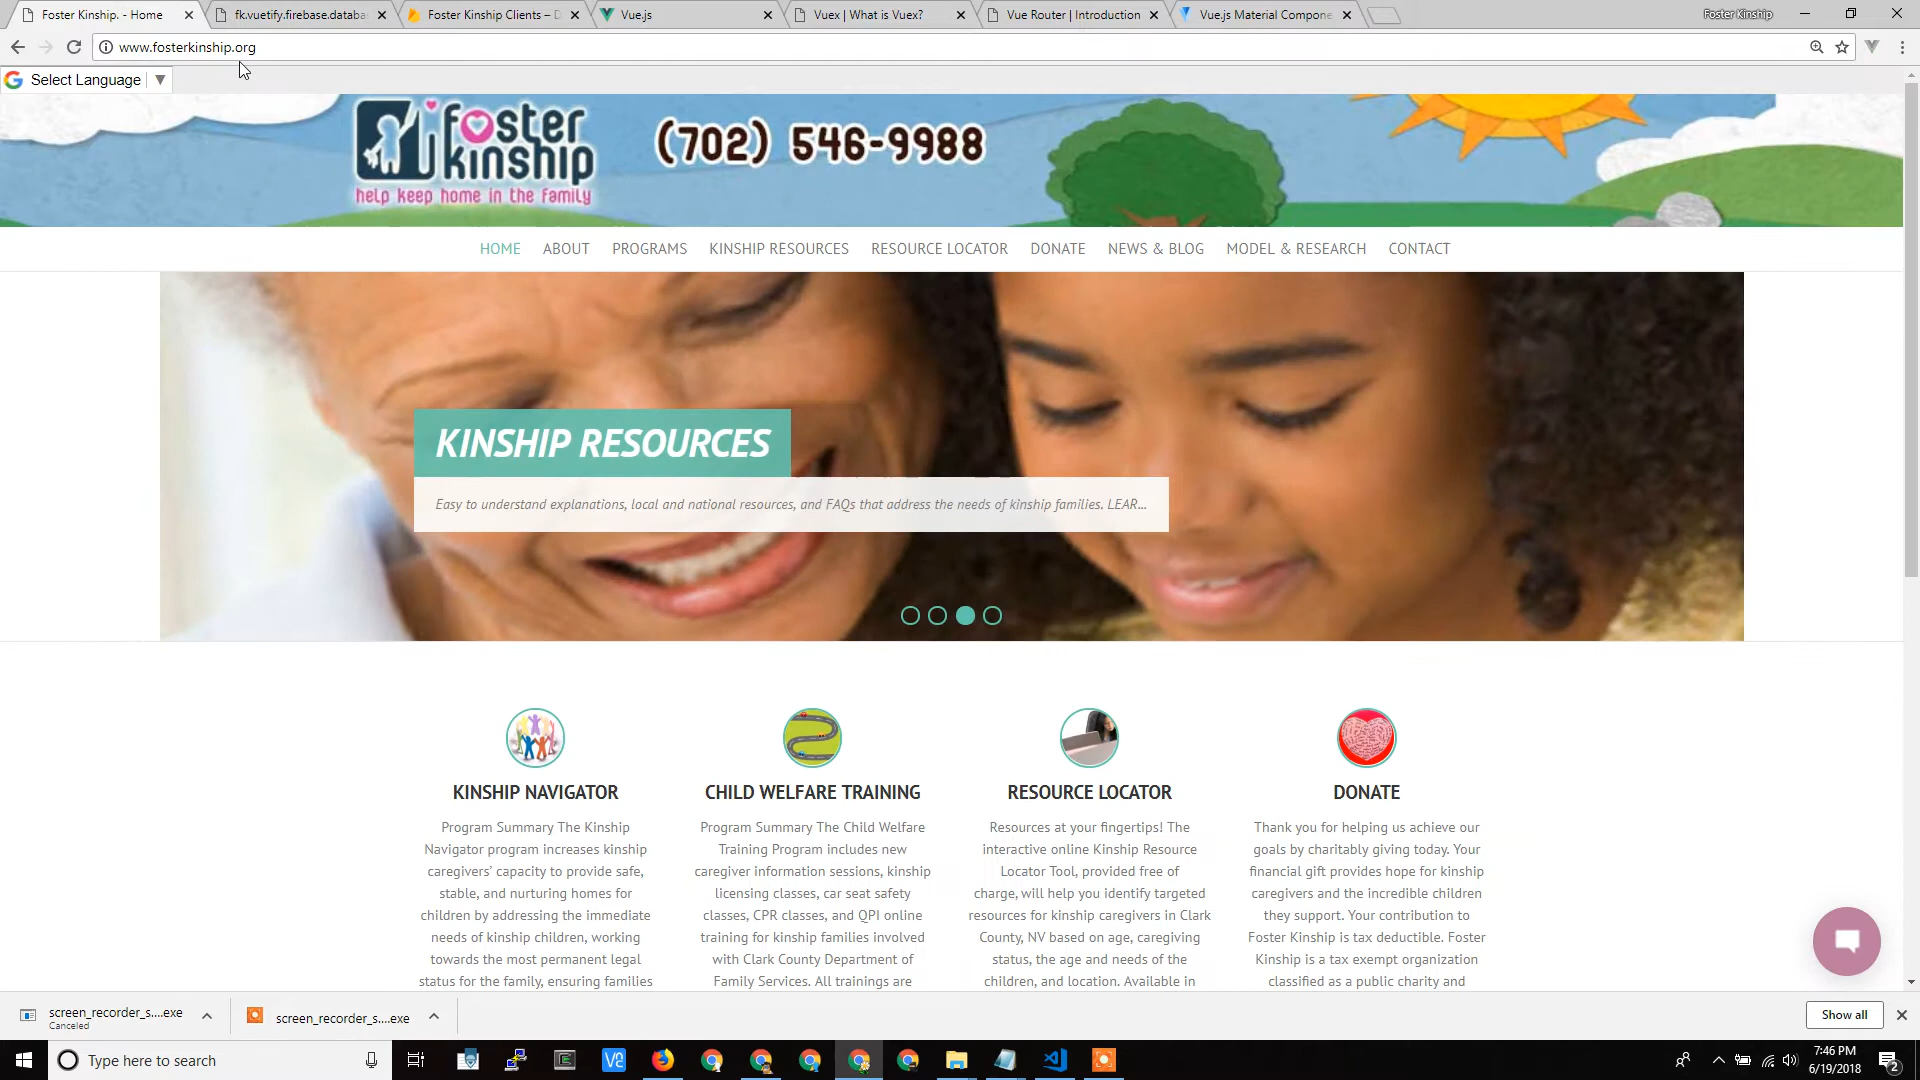 Foster Kinship. - Home
fk.vuetify.firebase.databa
Foster Kinship Clients – D
Vue.js
Vuex | What is Vuex?
Vue Router | Introduction
Vue.js Material Compone
Foster Kinship
www.fosterkinship.org
Select Language
foster
kinship
help keep home in the family
(702) 546-9988
HOME
ABOUT
PROGRAMS
KINSHIP RESOURCES
RESOURCE LOCATOR
DONATE
NEWS & BLOG
MODEL & RESEARCH
CONTACT
KINSHIP RESOURCES
Easy to understand explanations, local and national resources, and FAQs that address the needs of kinship families. LEAR...
KINSHIP NAVIGATOR
Program Summary The Kinship
Navigator program increases kinship
caregivers’ capacity to provide safe,
stable, and nurturing homes for
children by addressing the immediate
needs of kinship children, working
towards the most permanent legal
status for the family, ensuring families
CHILD WELFARE TRAINING
Program Summary The Child Welfare
Training Program includes new
caregiver information sessions, kinship
licensing classes, car seat safety
classes, CPR classes, and QPI online
training for kinship families involved
with Clark County Department of
Family Services. All trainings are
RESOURCE LOCATOR
Resources at your fingertips! The
interactive online Kinship Resource
Locator Tool, provided free of
charge, will help you identify targeted
resources for kinship caregivers in Clark
County, NV based on age, caregiving
status, the age and needs of the
children, and location. Available in
DONATE
Thank you for helping us achieve our
goals by charitably giving today. Your
financial gift provides hope for kinship
caregivers and the incredible children
they support. Your contribution to
Foster Kinship is tax deductible. Foster
Kinship is a tax exempt organization
classified as a public charity and
screen_recorder_s....exe
Canceled
screen_recorder_s....exe
Show all
Type here to search
7:46 PM
6/19/2018
2